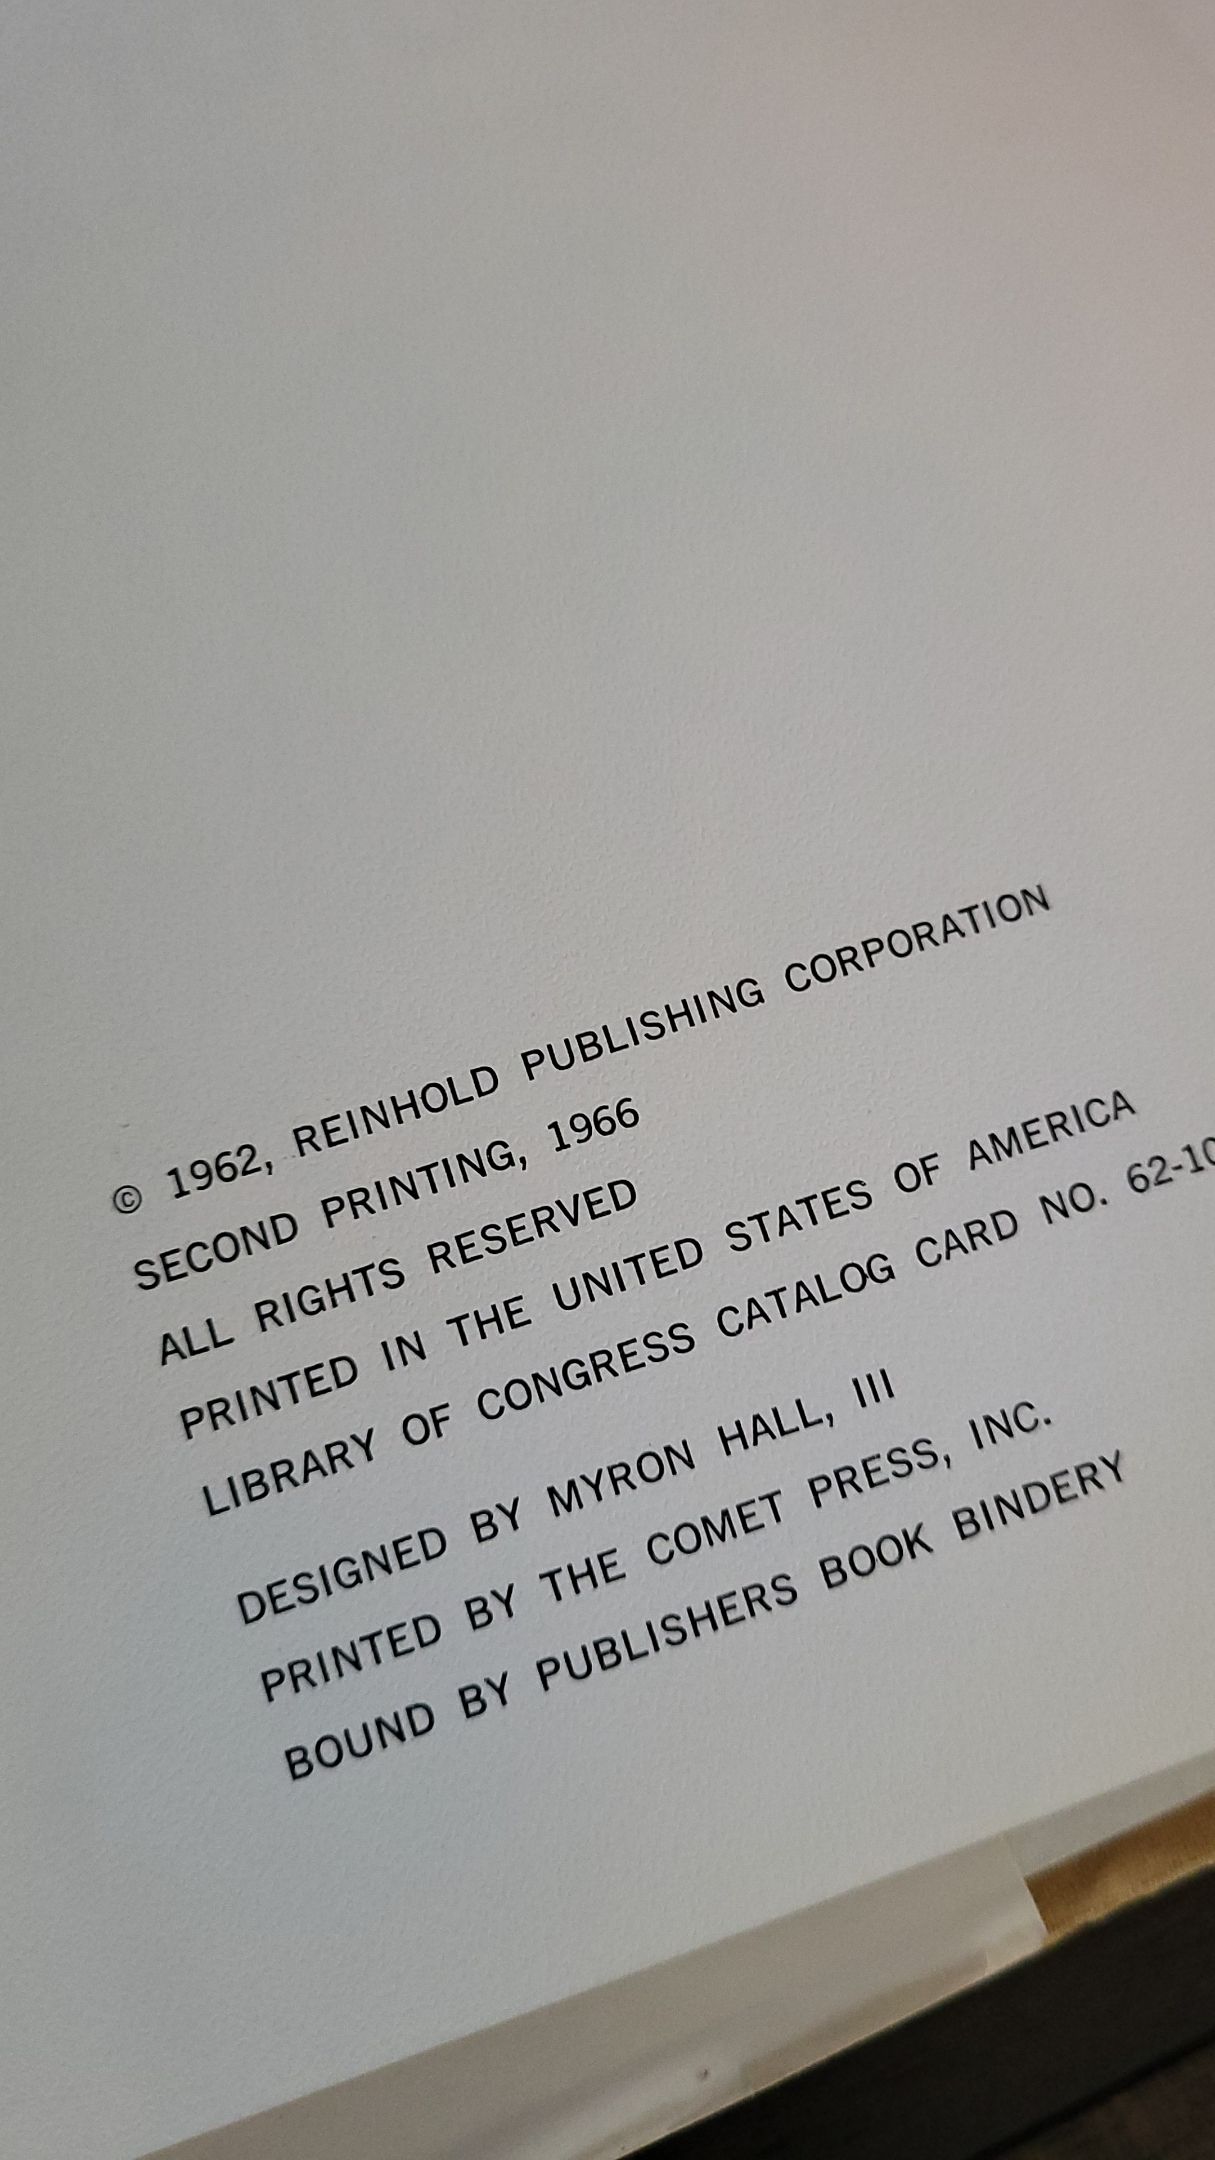 © 1962, REINHOLD PUBLISHING CORPORATION
SECOND PRINTING, 1966
ALL RIGHTS RESERVED
PRINTED IN THE UNITED STATES OF AMERICA
LIBRARY OF CONGRESS CATALOG CARD NO.
DESIGNED BY MYRON HALL, III
PRINTED BY THE COMET PRESS, INC.
BOUND BY PUBLISHERS BOOK BINDERY